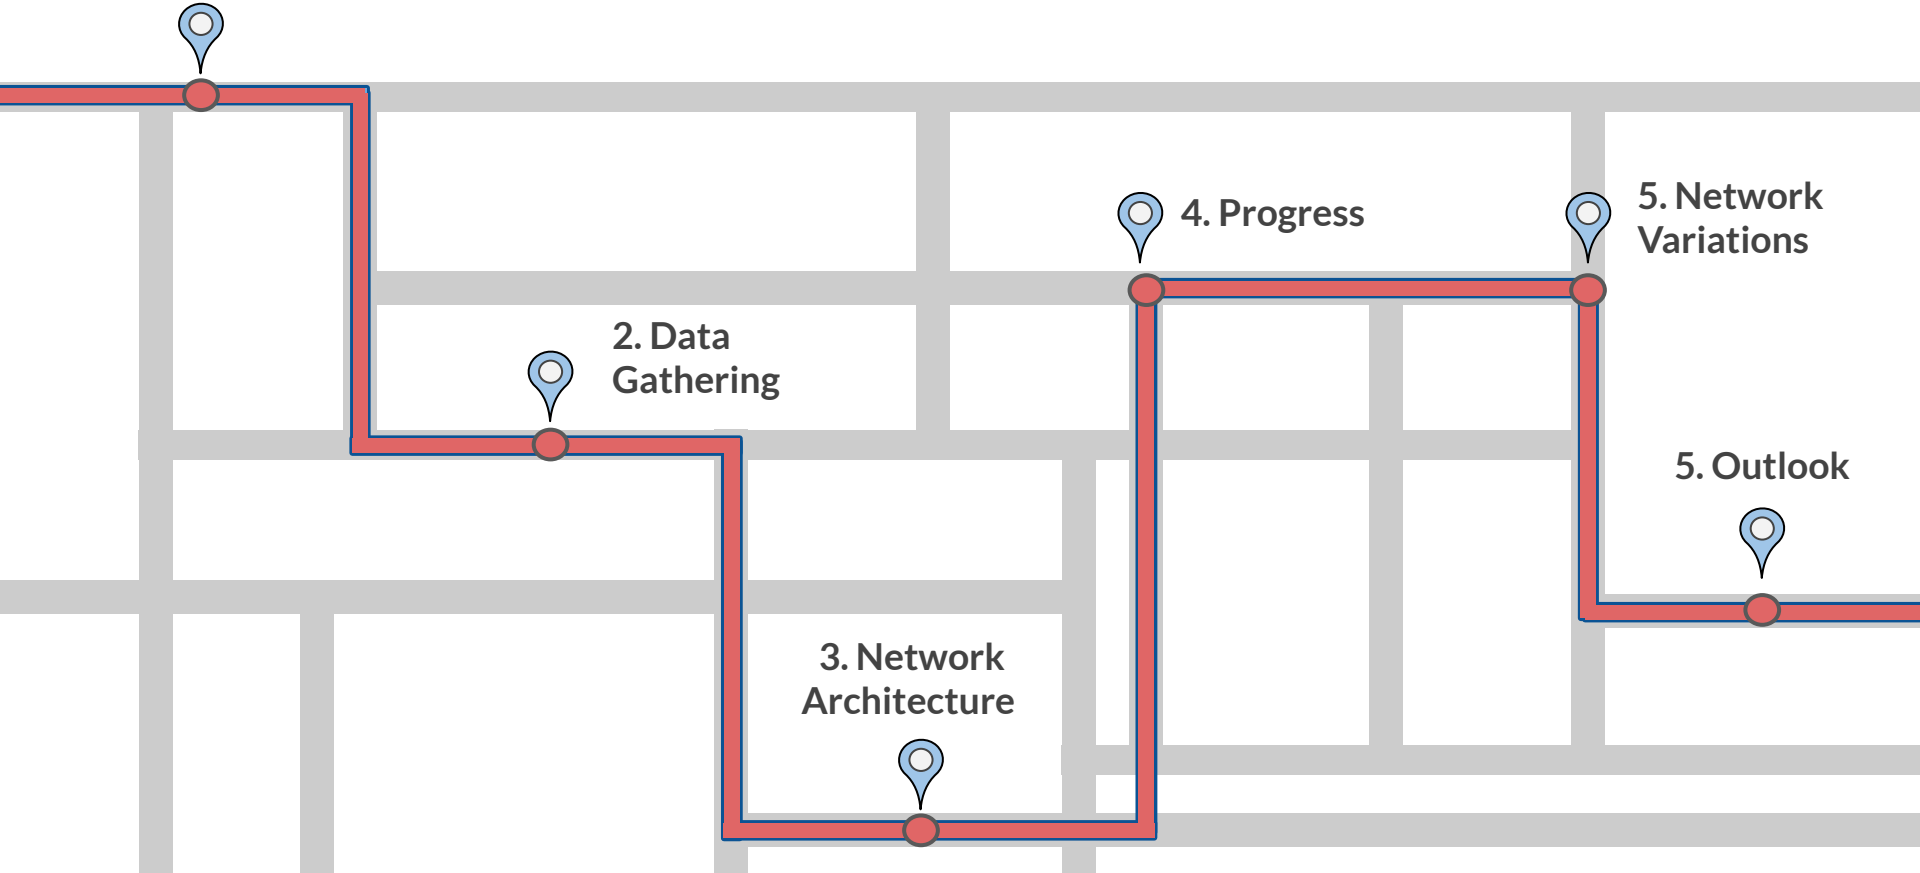 2. Data
Gathering
3. Network
Architecture
4. Progress
5. Network
Variations
5. Outlook